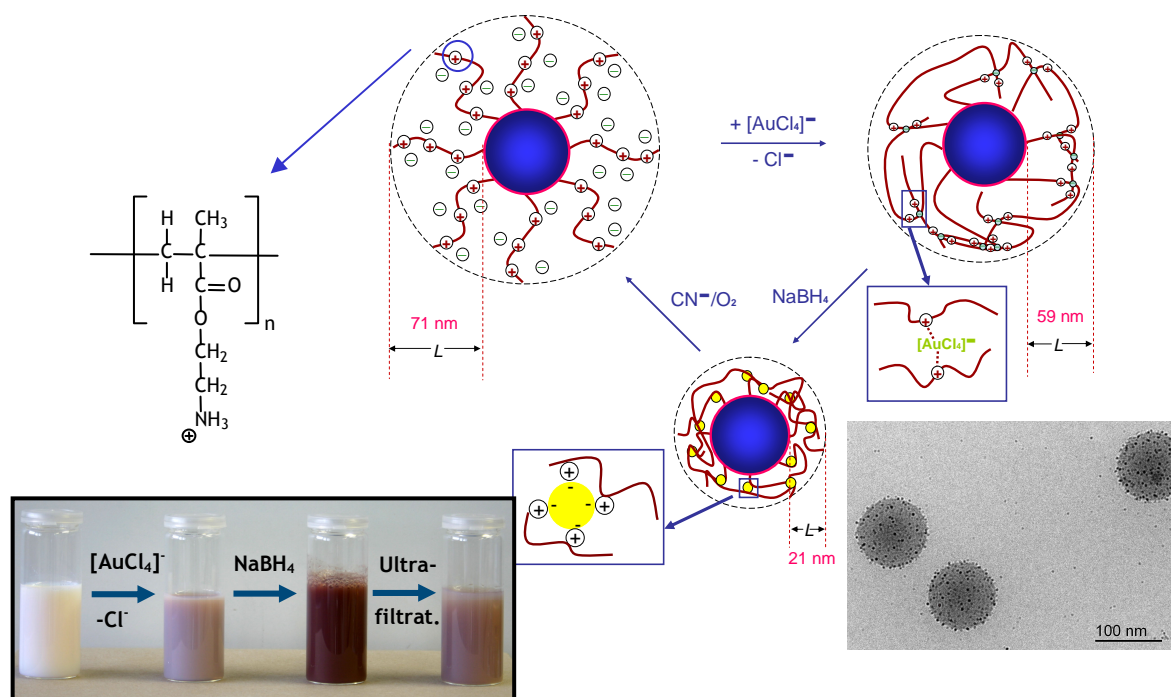 + [AuCl₄]⁻
- Cl⁻
H CH₃
C C
H C=O
O
n
CH₂
CH₂
NH₃
⊕
71 nm
L
CN⁻/O₂
NaBH₄
59 nm
L
[AuCl₄]⁻
L
21 nm
[AuCl₄]⁻
-Cl⁻
NaBH₄
Ultra-
filtrat.
100 nm